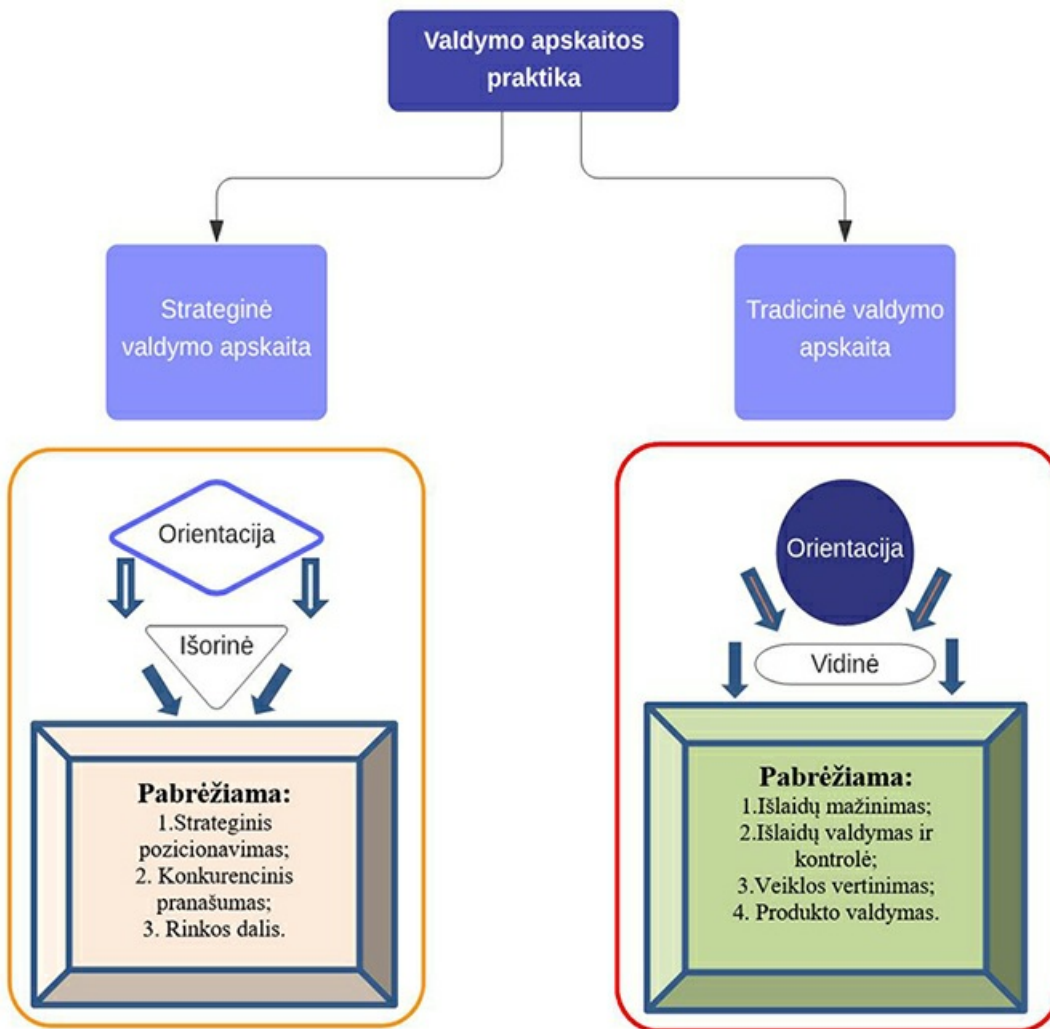 Valdymo apskaitos
praktika
Strateginė
valdymo apskaita
Tradicinė valdymo
apskaita
Orientacija
Išorinė
Pabrėžiama:
1.Strateginis
pozicionavimas;
2. Konkurencinis
pranašumas;
3. Rinkos dalis.
Orientacija
Vidinė
Pabrėžiama:
1.Išlaidų mažinimas;
2.Išlaidų valdymas ir
kontrolė;
3.Veiklos vertinimas;
4. Produkto valdymas.